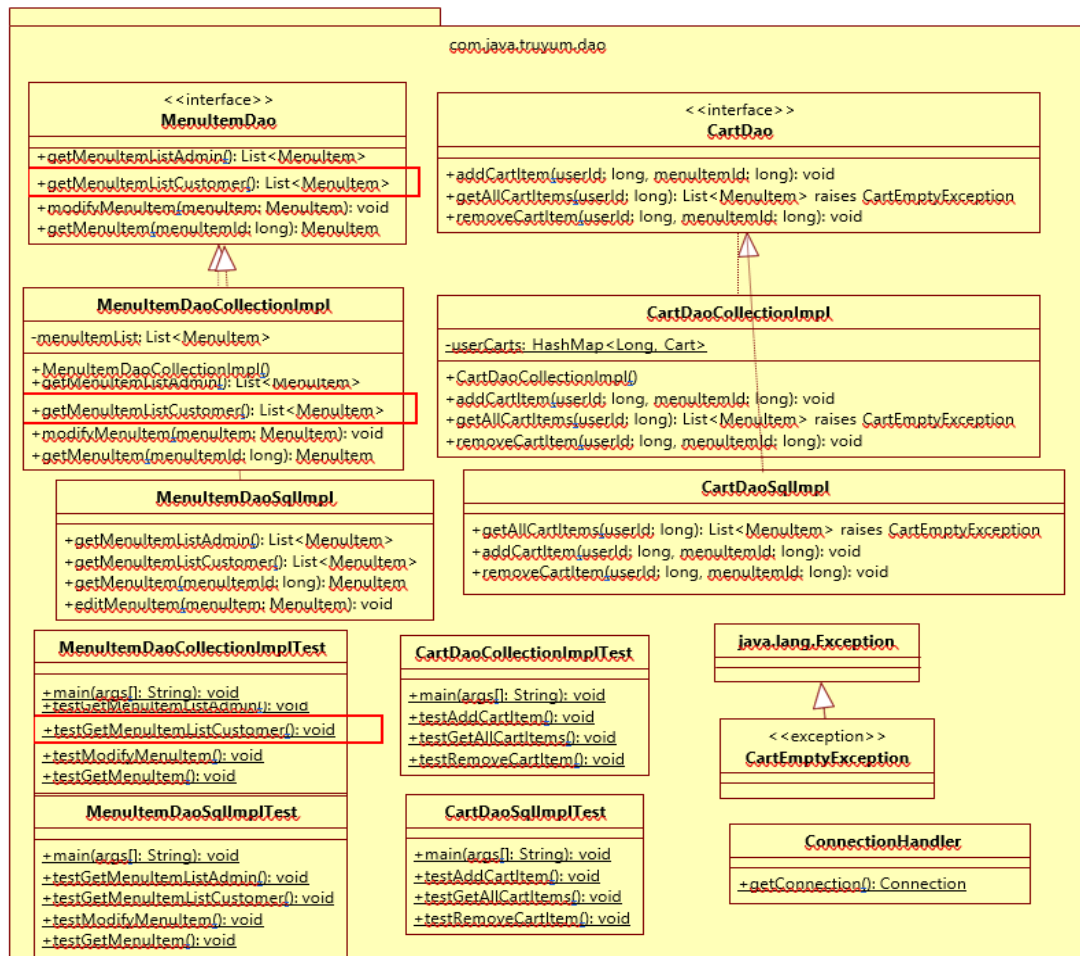 com.java.truyum.dao
<<interface>>
MenuItemDao
+getMenuItemListAdmin(): List<MenuItem>
+getMenuItemListCustomer(): List<MenuItem>
+modifyMenuItem(menuItem: MenuItem): void
+getMenuItem(menuItemId: long): MenuItem
<<interface>>
CartDao
+addCartItem(userId: long, menuItemId: long): void
+getAllCartItems(userId: long): List<MenuItem> raises CartEmptyException
+removeCartItem(userId: long, menuItemId: long): void
MenuItemDaoCollectionImpl
-menuItemList: List<MenuItem>
+MenuItemDaoCollectionImpl()
+getMenuItemListAdmin(): List<MenuItem>
+getMenuItemListCustomer(): List<MenuItem>
+modifyMenuItem(menuItem: MenuItem): void
+getMenuItem(menuItemId: long): MenuItem
CartDaoCollectionImpl
-userCarts: HashMap<Long, Cart>
+CartDaoCollectionImpl()
+addCartItem(userId: long, menuItemId: long): void
+getAllCartItems(userId: long): List<MenuItem> raises CartEmptyException
+removeCartItem(userId: long, menuItemId: long): void
MenuItemDaoSqlImpl
+getMenuItemListAdmin(): List<MenuItem>
+getMenuItemListCustomer(): List<MenuItem>
+getMenuItem(menuItemId: long): MenuItem
+editMenuItem(menuItem: MenuItem): void
CartDaoSqlImpl
+getAllCartItems(userId: long): List<MenuItem> raises CartEmptyException
+addCartItem(userId: long, menuItemId: long): void
+removeCartItem(userId: long, menuItemId: long): void
MenuItemDaoCollectionImplTest
+main(args[]: String): void
+testGetMenuItemListAdmin(): void
+testGetMenuItemListCustomer(): void
+testModifyMenuItem(): void
+testGetMenuItem(): void
CartDaoCollectionImplTest
+main(args[]: String): void
+testAddCartItem(): void
+testGetAllCartItems(): void
+testRemoveCartItem(): void
java.lang.Exception
<<exception>>
CartEmptyException
MenuItemDaoSqlImplTest
+main(args[]: String): void
+testGetMenuItemListAdmin(): void
+testGetMenuItemListCustomer(): void
+testModifyMenuItem(): void
+testGetMenuItem(): void
CartDaoSqlImplTest
+main(args[]: String): void
+testAddCartItem(): void
+testGetAllCartItems(): void
+testRemoveCartItem(): void
ConnectionHandler
+getConnection(): Connection